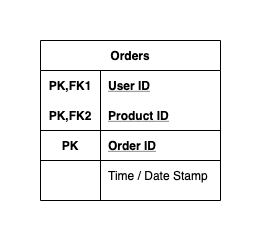 Orders
PK,FK1 User ID
PK,FK2 Product ID
PK Order ID
Time / Date Stamp